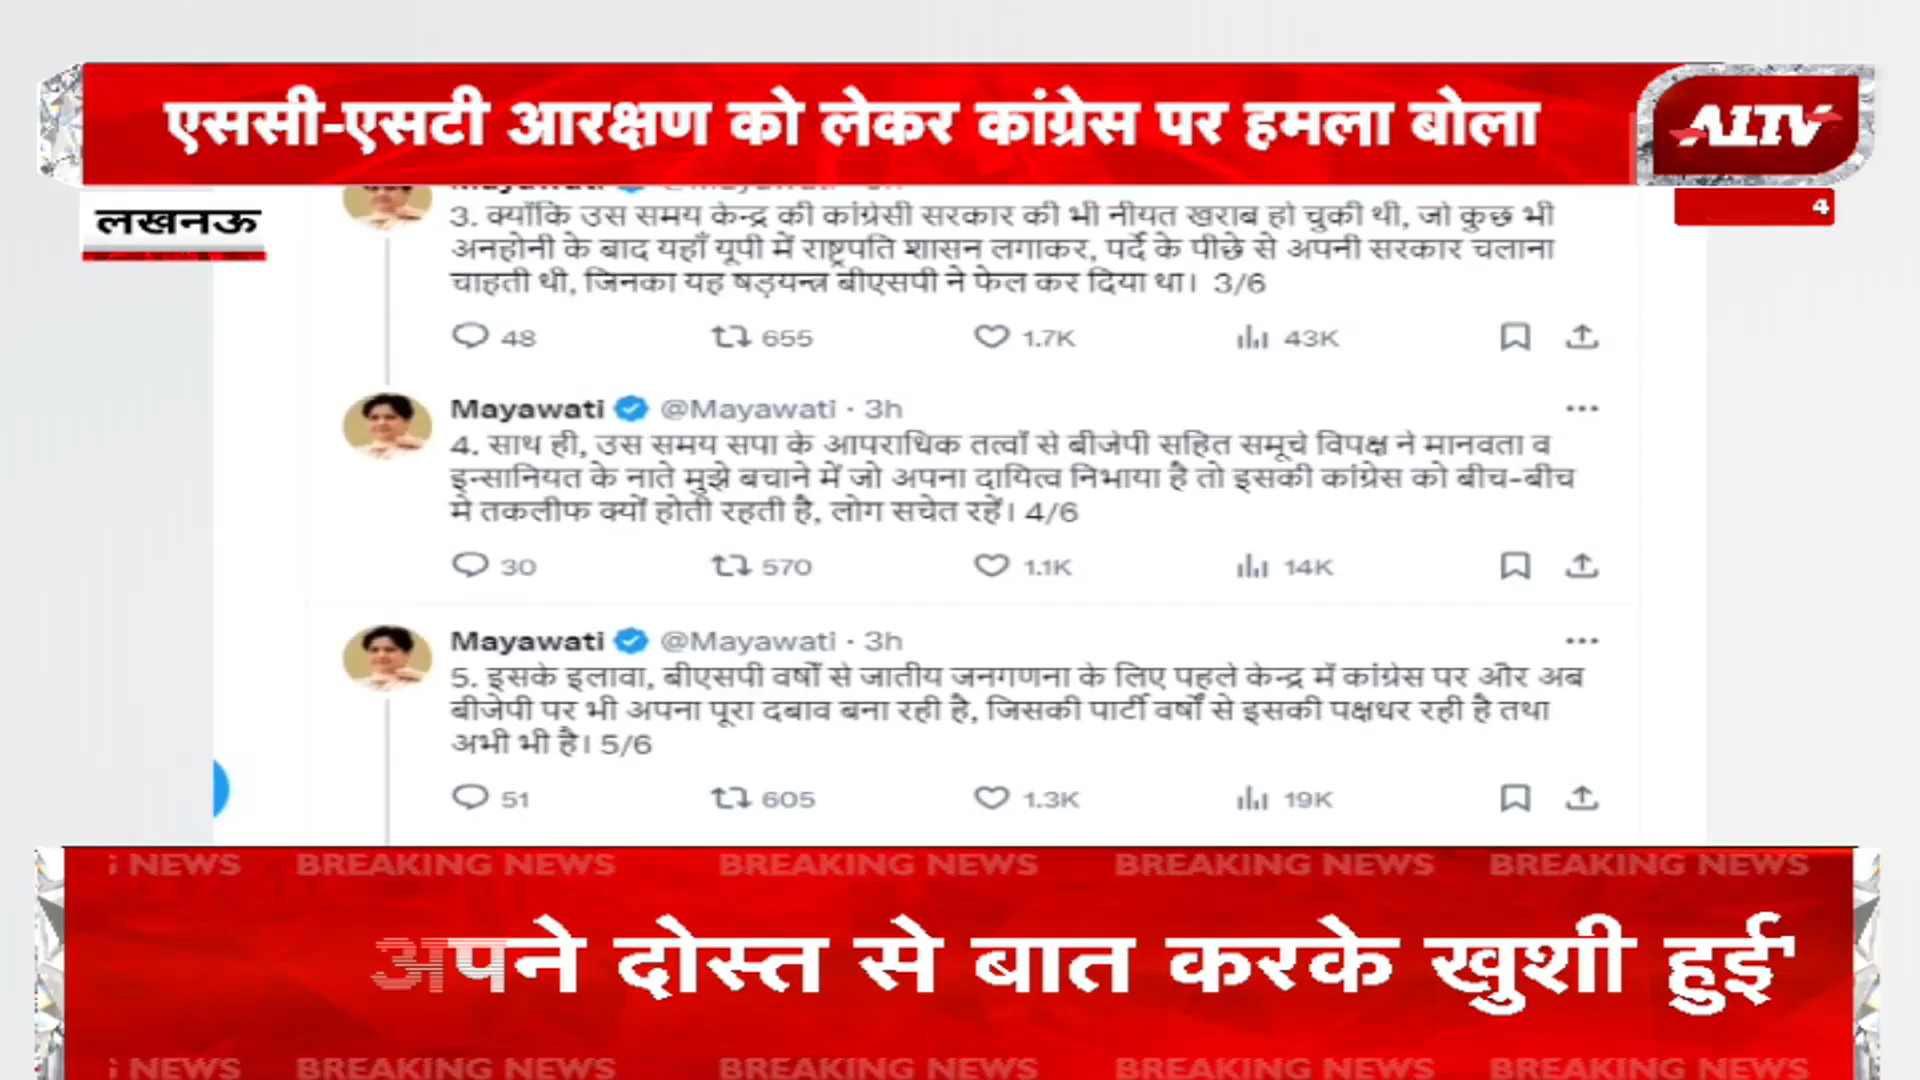 एससी-एसटी आरक्षण को लेकर कांग्रेस पर हमला बोला
ALTV
लखनऊ
4
Mayawati @Mayawati · 3h
3. क्योंकि उस समय केन्द्र की कांग्रेसी सरकार की भी नीयत खराब हो चुकी थी, जो कुछ भी
अनहोनी के बाद यहाँ यूपी में राष्ट्रपति शासन लगाकर, पर्दे के पीछे से अपनी सरकार चलाना
चाहती थी, जिनका यह षड़यन्त्र बीएसपी ने फेल कर दिया था। 3/6
48 655 1.7K 43K
Mayawati @Mayawati · 3h
4. साथ ही, उस समय सपा के आपराधिक तत्वों से बीजेपी सहित समूचे विपक्ष ने मानवता व
इन्सानियत के नाते मुझे बचाने में जो अपना दायित्व निभाया है तो इसकी कांग्रेस को बीच-बीच
मे तकलीफ क्यों होती रहती है, लोग सचेत रहें। 4/6
30 570 1.1K 14K
Mayawati @Mayawati · 3h
5. इसके इलावा, बीएसपी वर्षों से जातीय जनगणना के लिए पहले केन्द्र में कांग्रेस पर और अब
बीजेपी पर भी अपना पूरा दबाव बना रही है, जिसकी पार्टी वर्षों से इसकी पक्षधर रही है तथा
अभी भी है। 5/6
51 605 1.3K 19K
NEWS BREAKING NEWS BREAKING NEWS BREAKING NEWS BREAKING NEWS
अपने दोस्त से बात करके खुशी हुई'
NEWS BREAKING NEWS BREAKING NEWS BREAKING NEWS BREAKING NEWS